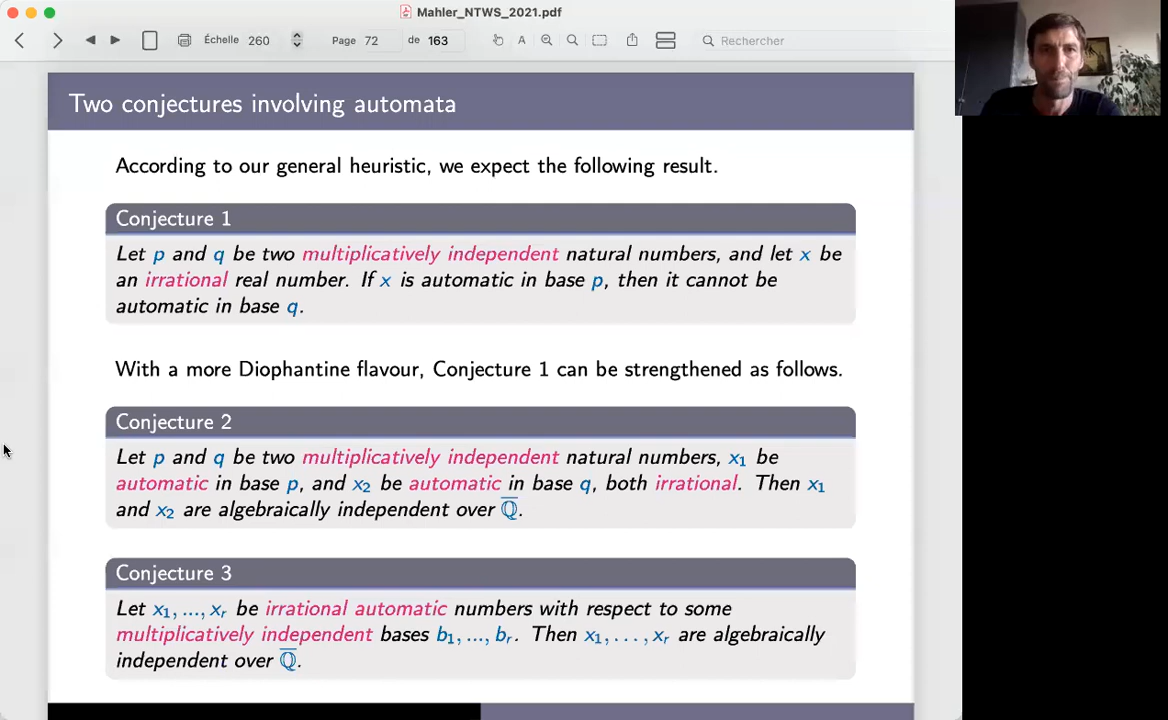 Mahler_NTWS_2021.pdf
Échelle 260 Page 72 de 163 Rechercher
Two conjectures involving automata
According to our general heuristic, we expect the following result.
Conjecture 1
Let p and q be two multiplicatively independent natural numbers, and let x be
an irrational real number. If x is automatic in base p, then it cannot be
automatic in base q.
With a more Diophantine flavour, Conjecture 1 can be strengthened as follows.
Conjecture 2
Let p and q be two multiplicatively independent natural numbers, x₁ be
automatic in base p, and x₂ be automatic in base q, both irrational. Then x₁
and x₂ are algebraically independent over ℚ̅.
Conjecture 3
Let x₁, ..., xᵣ be irrational automatic numbers with respect to some
multiplicatively independent bases b₁, ..., bᵣ. Then x₁, . . . , xᵣ are algebraically
independent over ℚ̅.